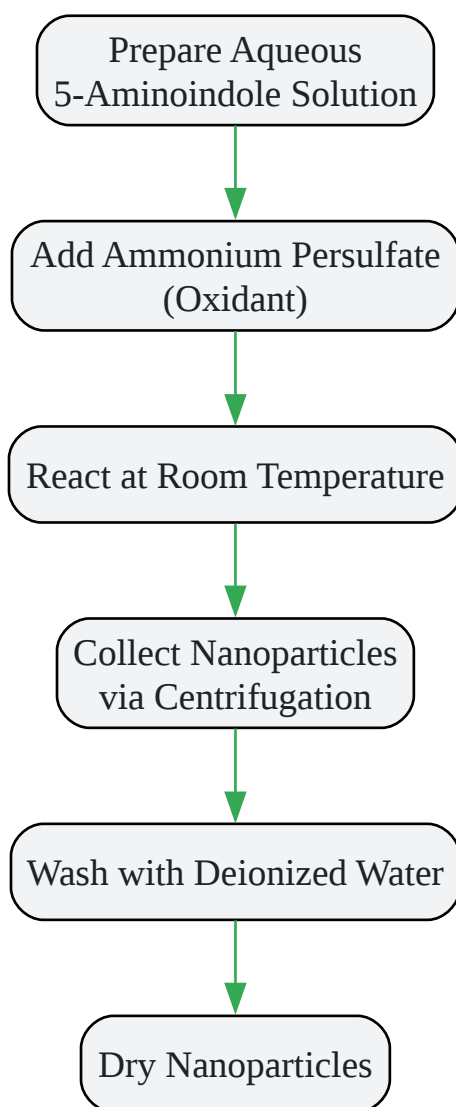 Prepare Aqueous
5-Aminoindole Solution
Add Ammonium Persulfate
(Oxidant)
React at Room Temperature
Collect Nanoparticles
via Centrifugation
Wash with Deionized Water
Dry Nanoparticles